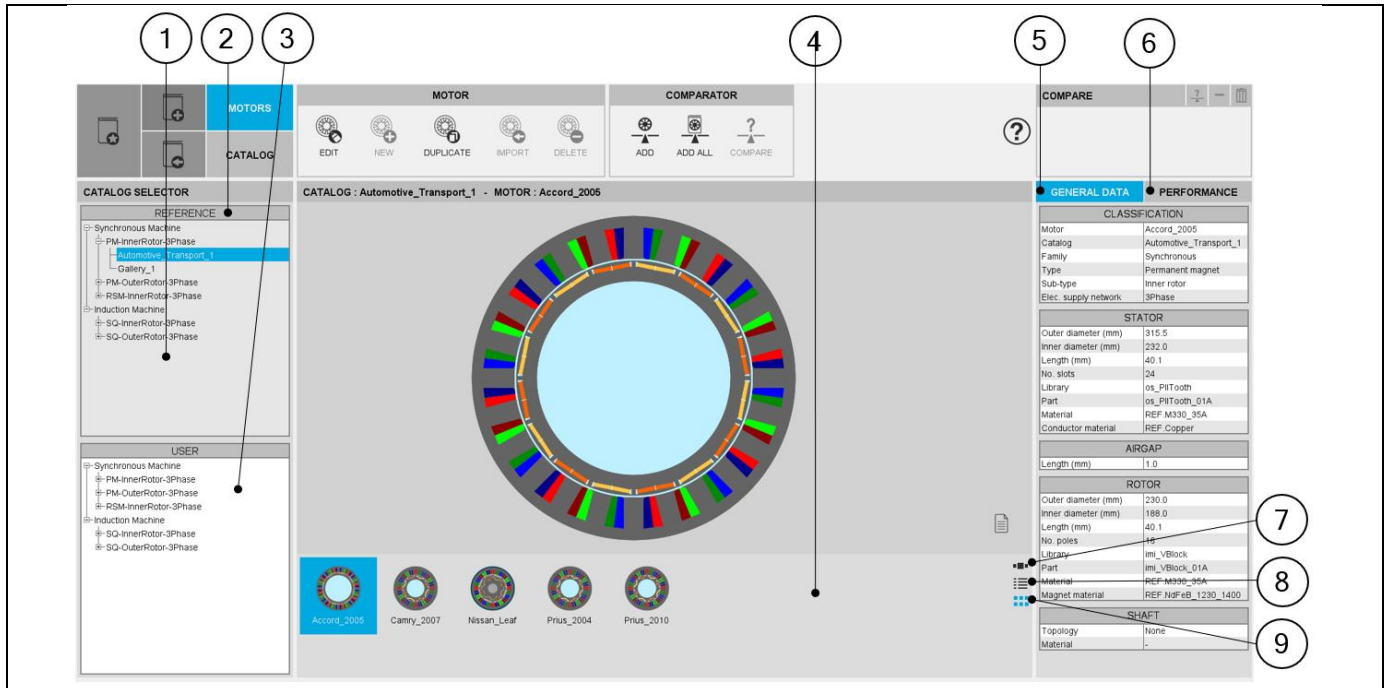 1 2 3 4 5 6
MOTORS
CATALOG
MOTOR
EDIT NEW DUPLICATE IMPORT DELETE
COMPARATOR
?
ADD ADD ALL COMPARE
?
COMPARE ? −
CATALOG SELECTOR
REFERENCE
Synchronous Machine
PM-InnerRotor-3Phase
Automotive_Transport_1
Gallery_1
PM-OuterRotor-3Phase
RSM-InnerRotor-3Phase
Induction Machine
SQ-InnerRotor-3Phase
SQ-OuterRotor-3Phase
USER
Synchronous Machine
PM-InnerRotor-3Phase
PM-OuterRotor-3Phase
RSM-InnerRotor-3Phase
Induction Machine
SQ-InnerRotor-3Phase
SQ-OuterRotor-3Phase
CATALOG : Automotive_Transport_1 - MOTOR : Accord_2005
Accord_2005 Camry_2007 Nissan_Leaf Prius_2004 Prius_2010
GENERAL DATA PERFORMANCE
CLASSIFICATION
Motor Accord_2005
Catalog Automotive_Transport_1
Family Synchronous
Type Permanent magnet
Sub-type Inner rotor
Elec. supply network 3Phase
STATOR
Outer diameter (mm) 315.5
Inner diameter (mm) 232.0
Length (mm) 40.1
No. slots 24
Library os_PllTooth
Part os_PllTooth_01A
Material REF.M330_35A
Conductor material REF.Copper
AIRGAP
Length (mm) 1.0
ROTOR
Outer diameter (mm) 230.0
Inner diameter (mm) 188.0
Length (mm) 40.1
No. poles 16
Library imi_VBlock
Part imi_VBlock_01A
Material REF.M330_35A
Magnet material REF.NdFeB_1230_1400
SHAFT
Topology None
Material -
7
8
9